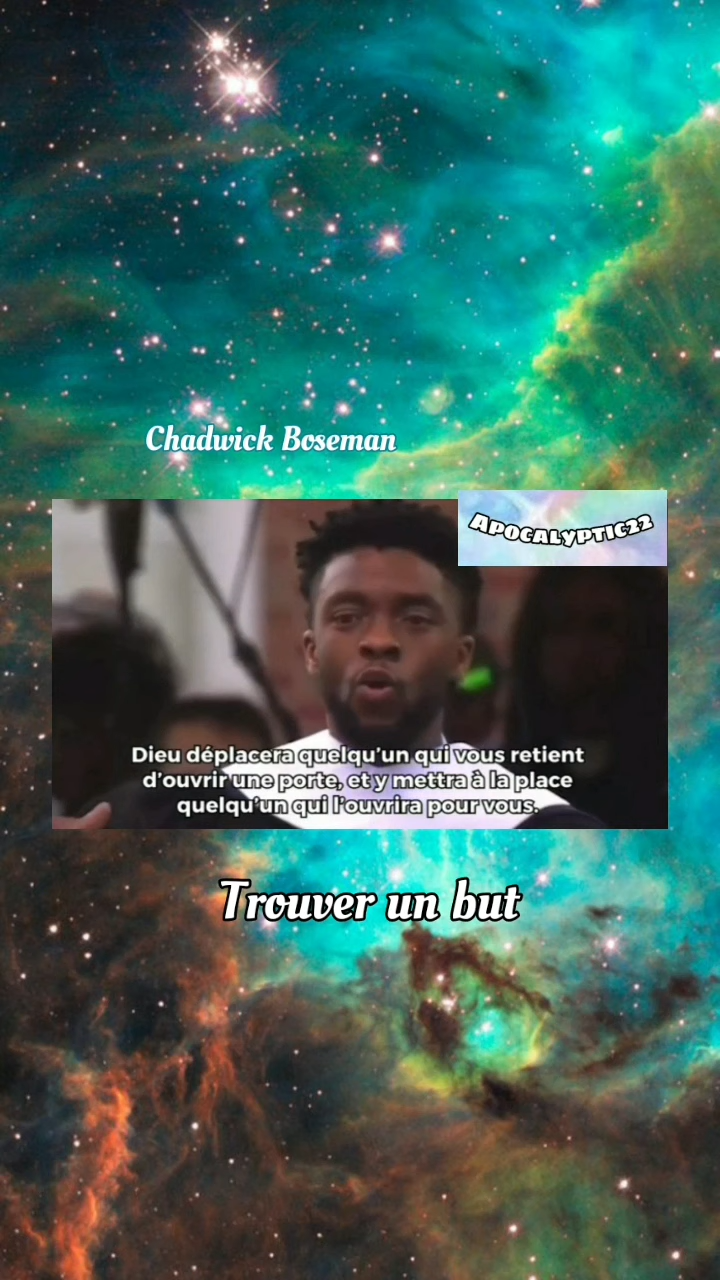 Chadwick Boseman
Apocalyptic22
Dieu déplacera quelqu'un qui vous retient
d'ouvrir une porte, et y mettra à la place
quelqu'un qui l'ouvrira pour vous.
Trouver un but